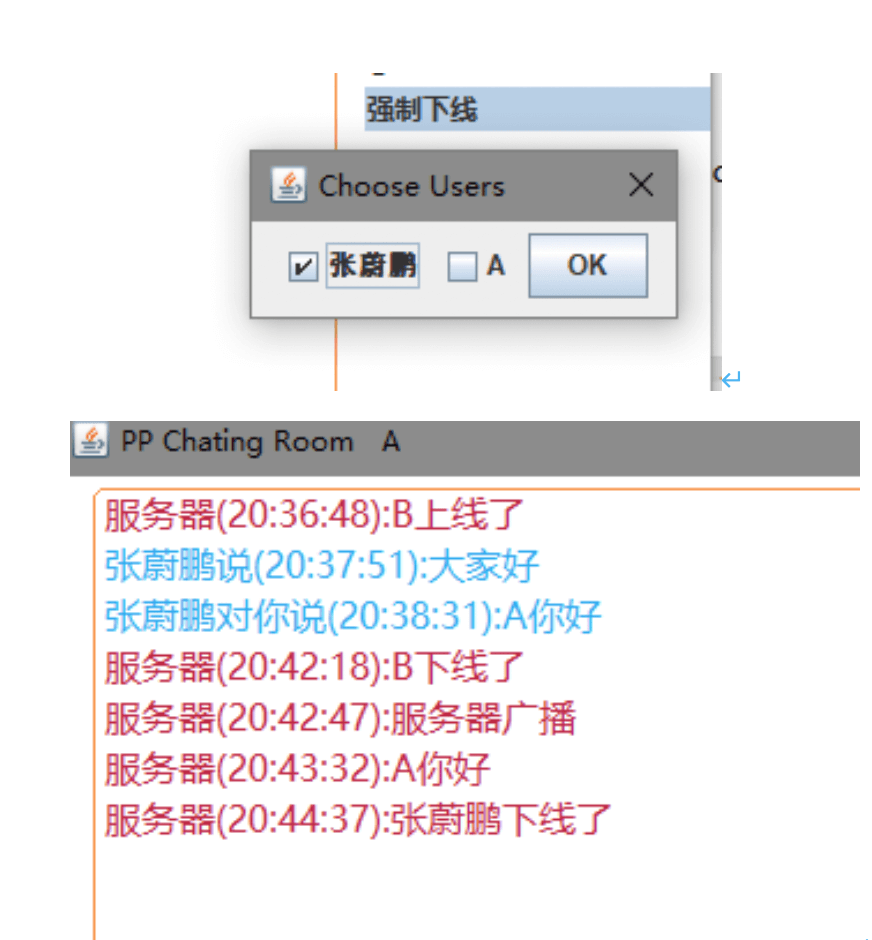 强制下线
Choose Users
张蔚鹏 A OK
PP Chating Room A
服务器(20:36:48):B上线了
张蔚鹏说(20:37:51):大家好
张蔚鹏对你说(20:38:31):A你好
服务器(20:42:18):B下线了
服务器(20:42:47):服务器广播
服务器(20:43:32):A你好
服务器(20:44:37):张蔚鹏下线了